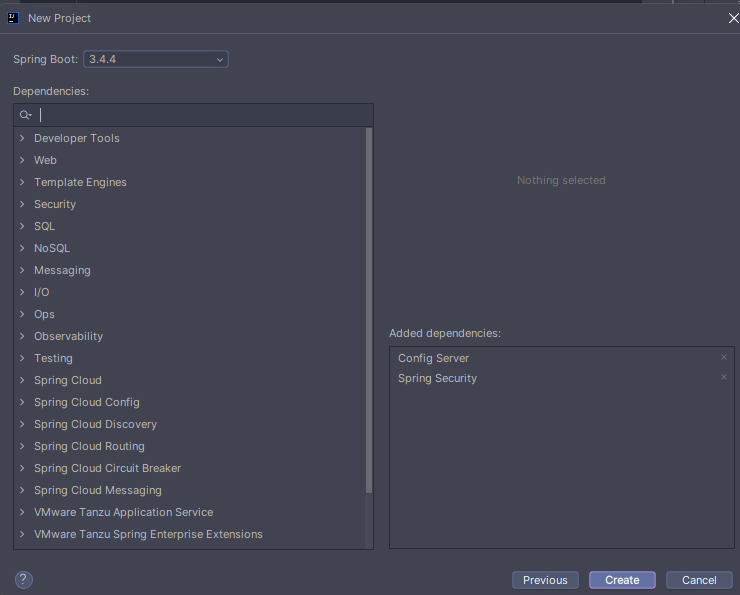 New Project
Spring Boot: 3.4.4
Dependencies:
Developer Tools
Web
Template Engines
Security
SQL
NoSQL
Messaging
I/O
Ops
Observability
Testing
Spring Cloud
Spring Cloud Config
Spring Cloud Discovery
Spring Cloud Routing
Spring Cloud Circuit Breaker
Spring Cloud Messaging
VMware Tanzu Application Service
VMware Tanzu Spring Enterprise Extensions
Nothing selected
Added dependencies:
Config Server
Spring Security
? Previous Create Cancel